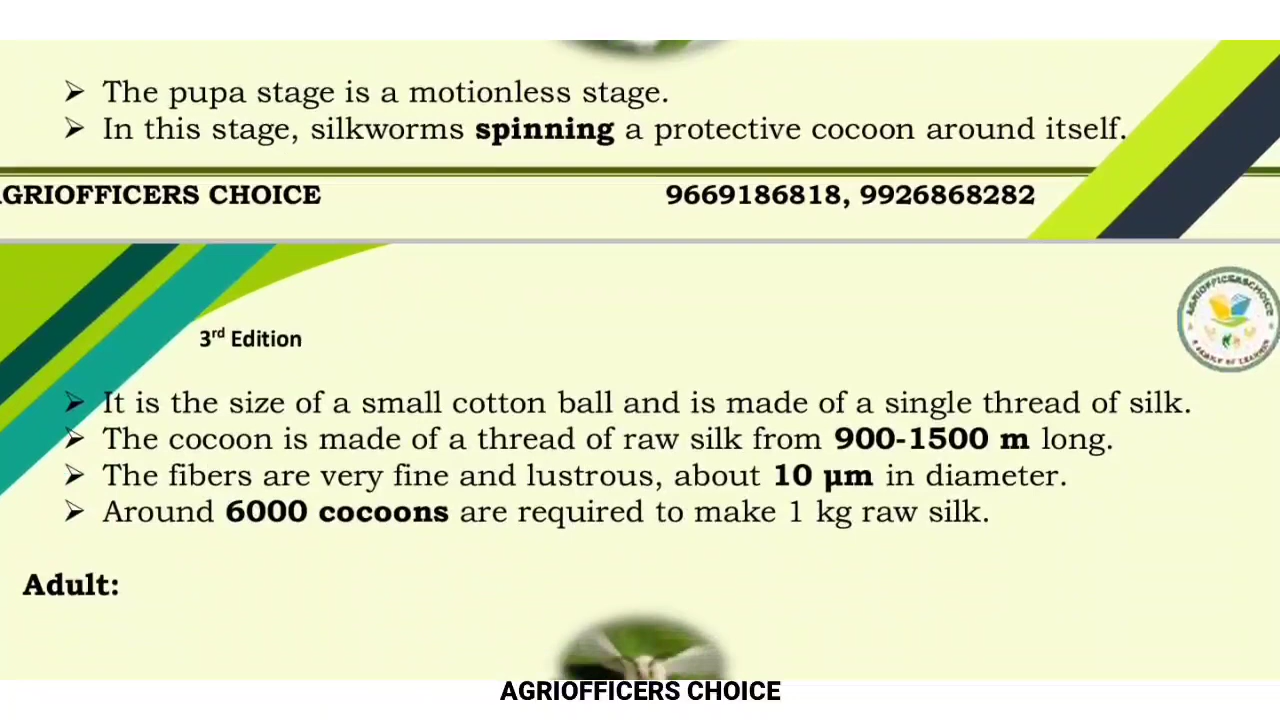 ➢ The pupa stage is a motionless stage.
➢ In this stage, silkworms spinning a protective cocoon around itself.
GRIOFFICERS CHOICE 9669186818, 9926868282
AGRIOFFICERSCHOICE
A FAMILY OF LEARNERS
3rd Edition
➢ It is the size of a small cotton ball and is made of a single thread of silk.
➢ The cocoon is made of a thread of raw silk from 900-1500 m long.
➢ The fibers are very fine and lustrous, about 10 µm in diameter.
➢ Around 6000 cocoons are required to make 1 kg raw silk.
Adult:
AGRIOFFICERS CHOICE